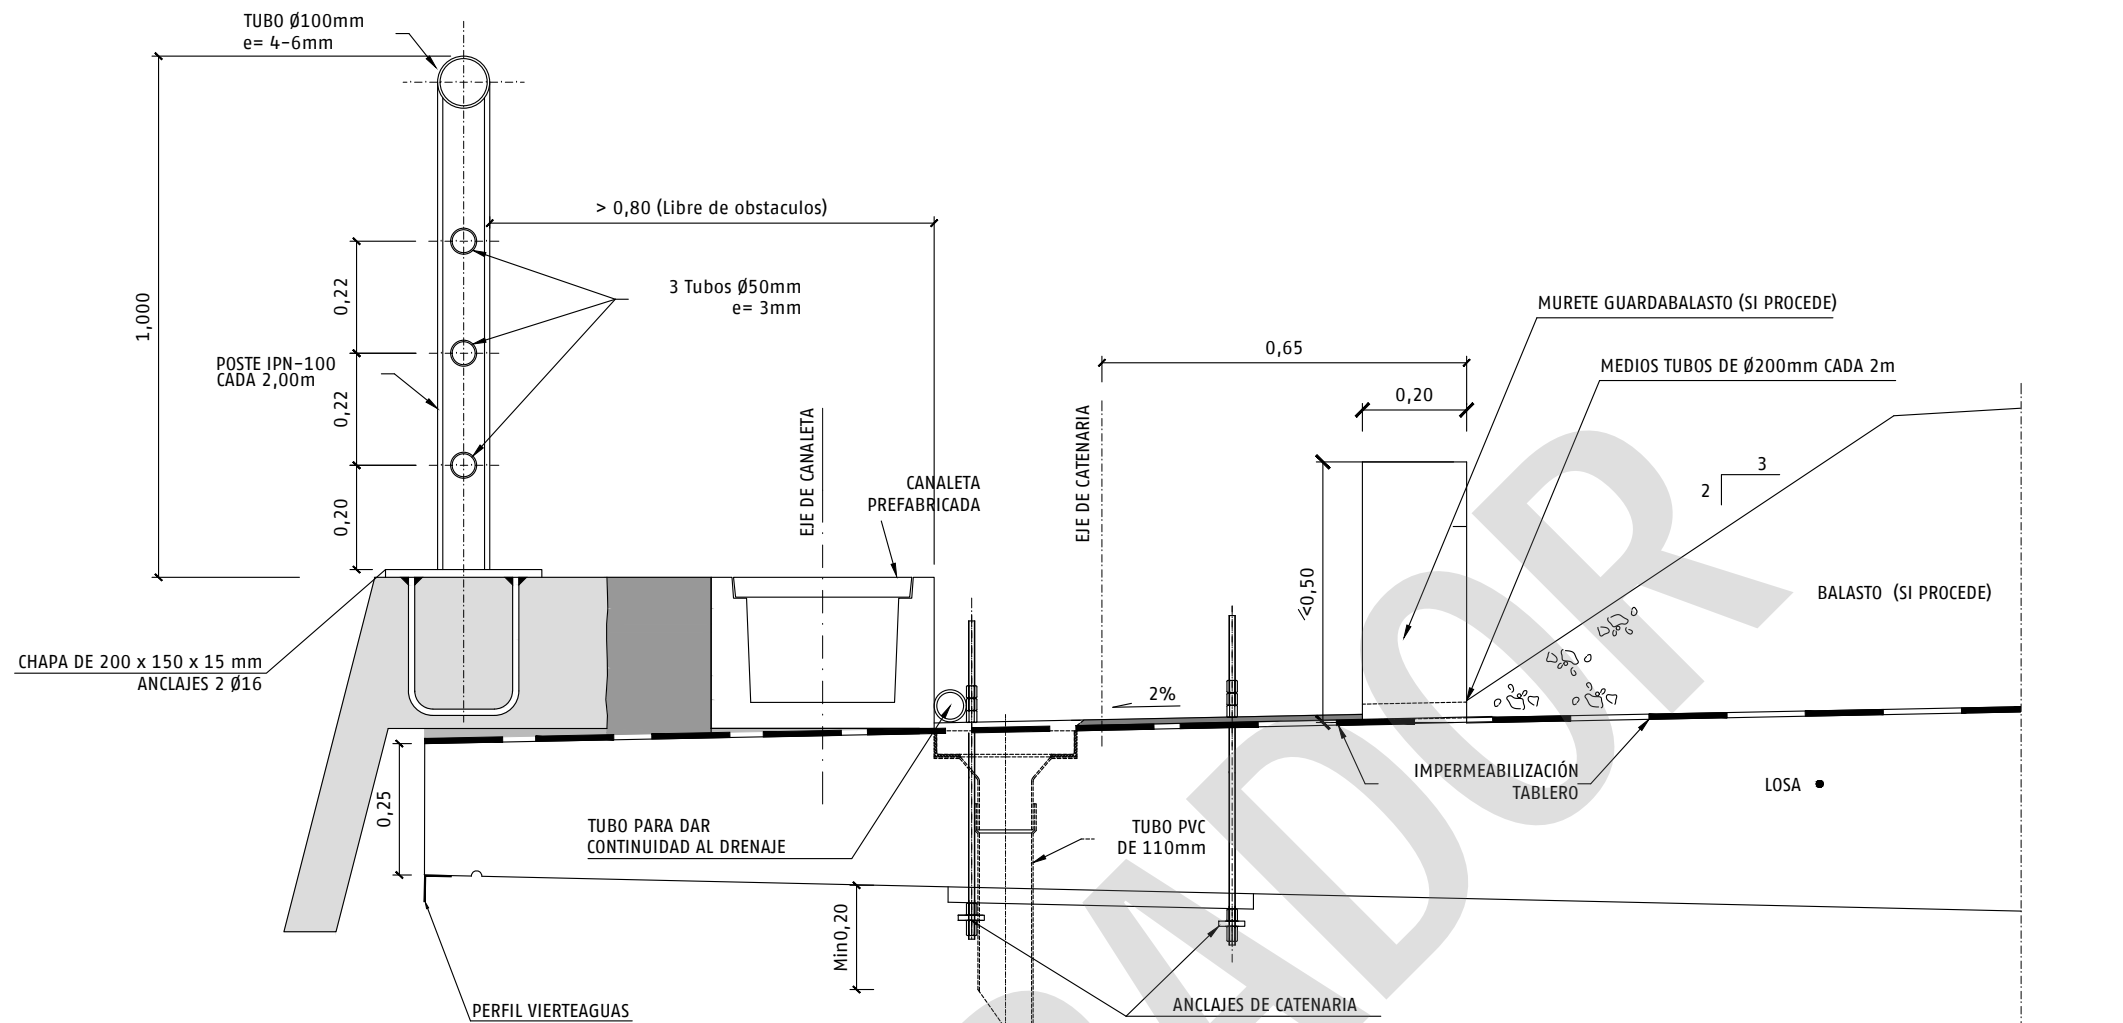 TUBO Ø100mm
e= 4-6mm
> 0,80 (Libre de obstaculos)
3 Tubos Ø50mm
e= 3mm
1,000
0,22
0,22
0,20
POSTE IPN-100
CADA 2,00m
EJE DE CANALETA
CANALETA
PREFABRICADA
EJE DE CATENARIA
0,65
0,20
MURETE GUARDABALASTO (SI PROCEDE)
MEDIOS TUBOS DE Ø200mm CADA 2m
3
2
≤0,50
BALASTO (SI PROCEDE)
CHAPA DE 200 x 150 x 15 mm
ANCLAJES 2 Ø16
2%
IMPERMEABILIZACIÓN
TABLERO
LOSA
0,25
TUBO PARA DAR
CONTINUIDAD AL DRENAJE
TUBO PVC
DE 110mm
Min0,20
PERFIL VIERTEAGUAS
ANCLAJES DE CATENARIA
ADOR